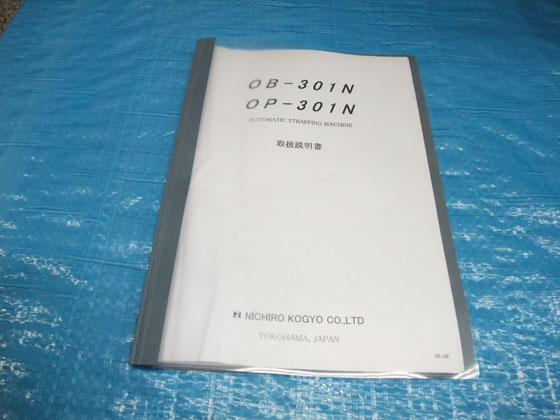 OB-301N
OP-301N
AUTOMATIC STRAPPING MACHINE
取扱説明書
NICHIRO KOGYO CO.,LTD
YOKOHAMA, JAPAN